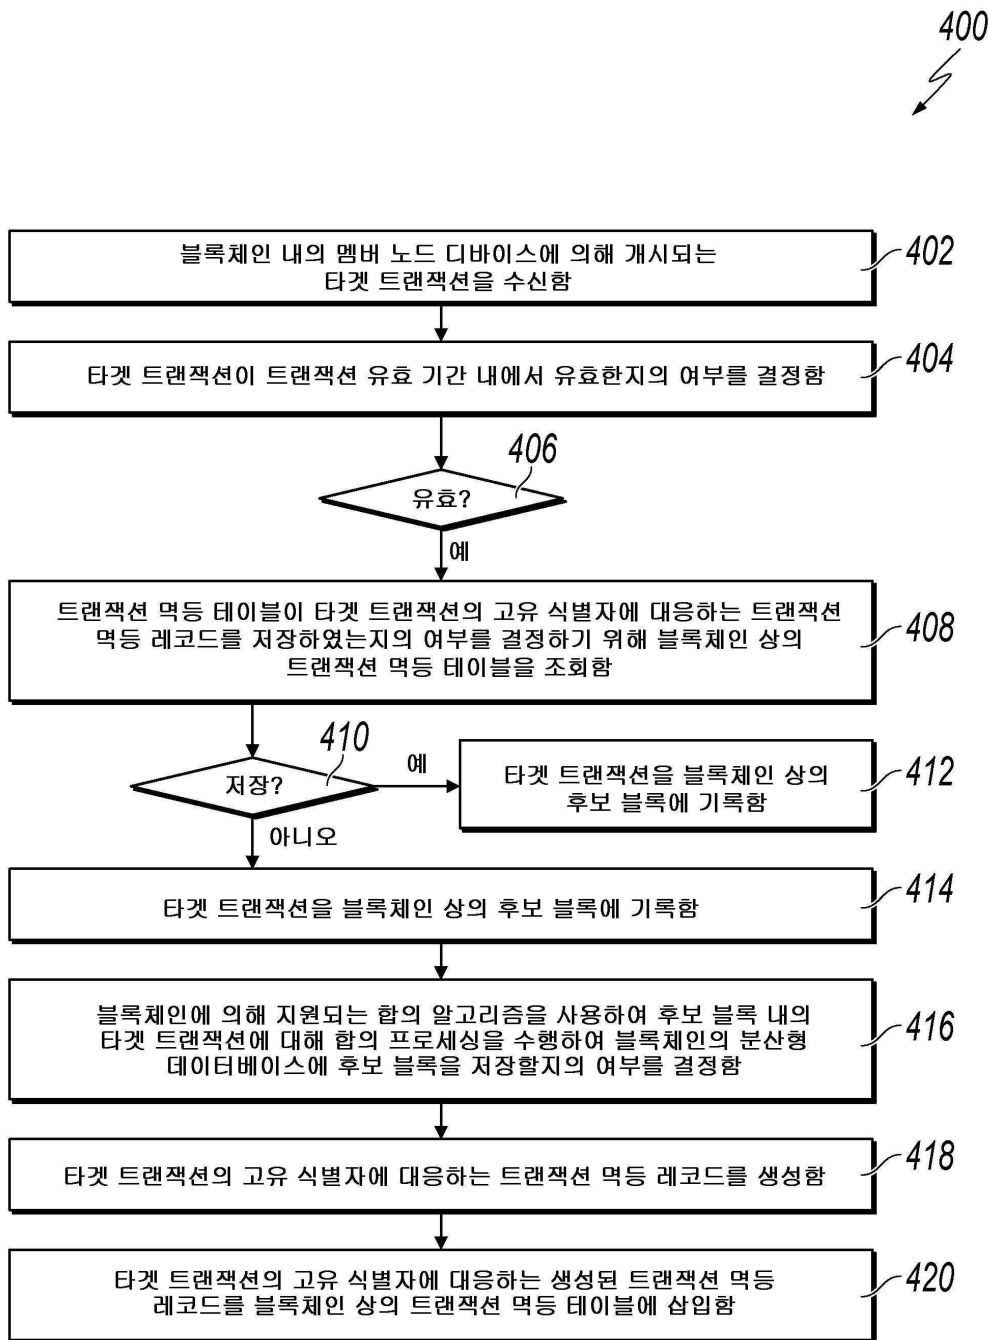 400
블록체인 내의 멤버 노드 디바이스에 의해 개시되는
타겟 트랜잭션을 수신함
402
타겟 트랜잭션이 트랜잭션 유효 기간 내에서 유효한지의 여부를 결정함
404
406
유효?
예
트랜잭션 멱등 테이블이 타겟 트랜잭션의 고유 식별자에 대응하는 트랜잭션
멱등 레코드를 저장하였는지의 여부를 결정하기 위해 블록체인 상의
트랜잭션 멱등 테이블을 조회함
408
410
저장?
예
타겟 트랜잭션을 블록체인 상의
후보 블록에 기록함
412
아니오
타겟 트랜잭션을 블록체인 상의 후보 블록에 기록함
414
블록체인에 의해 지원되는 합의 알고리즘을 사용하여 후보 블록 내의
타겟 트랜잭션에 대해 합의 프로세싱을 수행하여 블록체인의 분산형
데이터베이스에 후보 블록을 저장할지의 여부를 결정함
416
타겟 트랜잭션의 고유 식별자에 대응하는 트랜잭션 멱등 레코드를 생성함
418
타겟 트랜잭션의 고유 식별자에 대응하는 생성된 트랜잭션 멱등
레코드를 블록체인 상의 트랜잭션 멱등 테이블에 삽입함
420